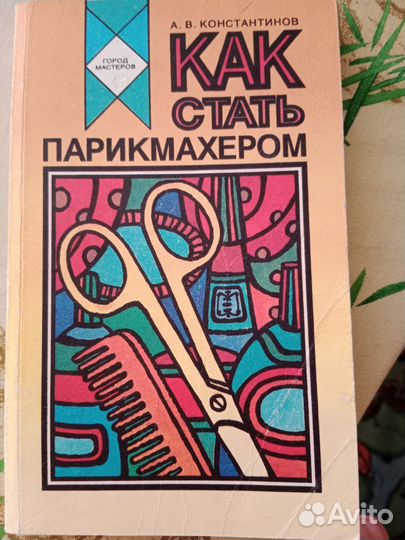 А. В. КОНСТАНТИНОВ
ГОРОД
МАСТЕРОВ
КАК
СТАТЬ
ПАРИКМАХЕРОМ
Avito